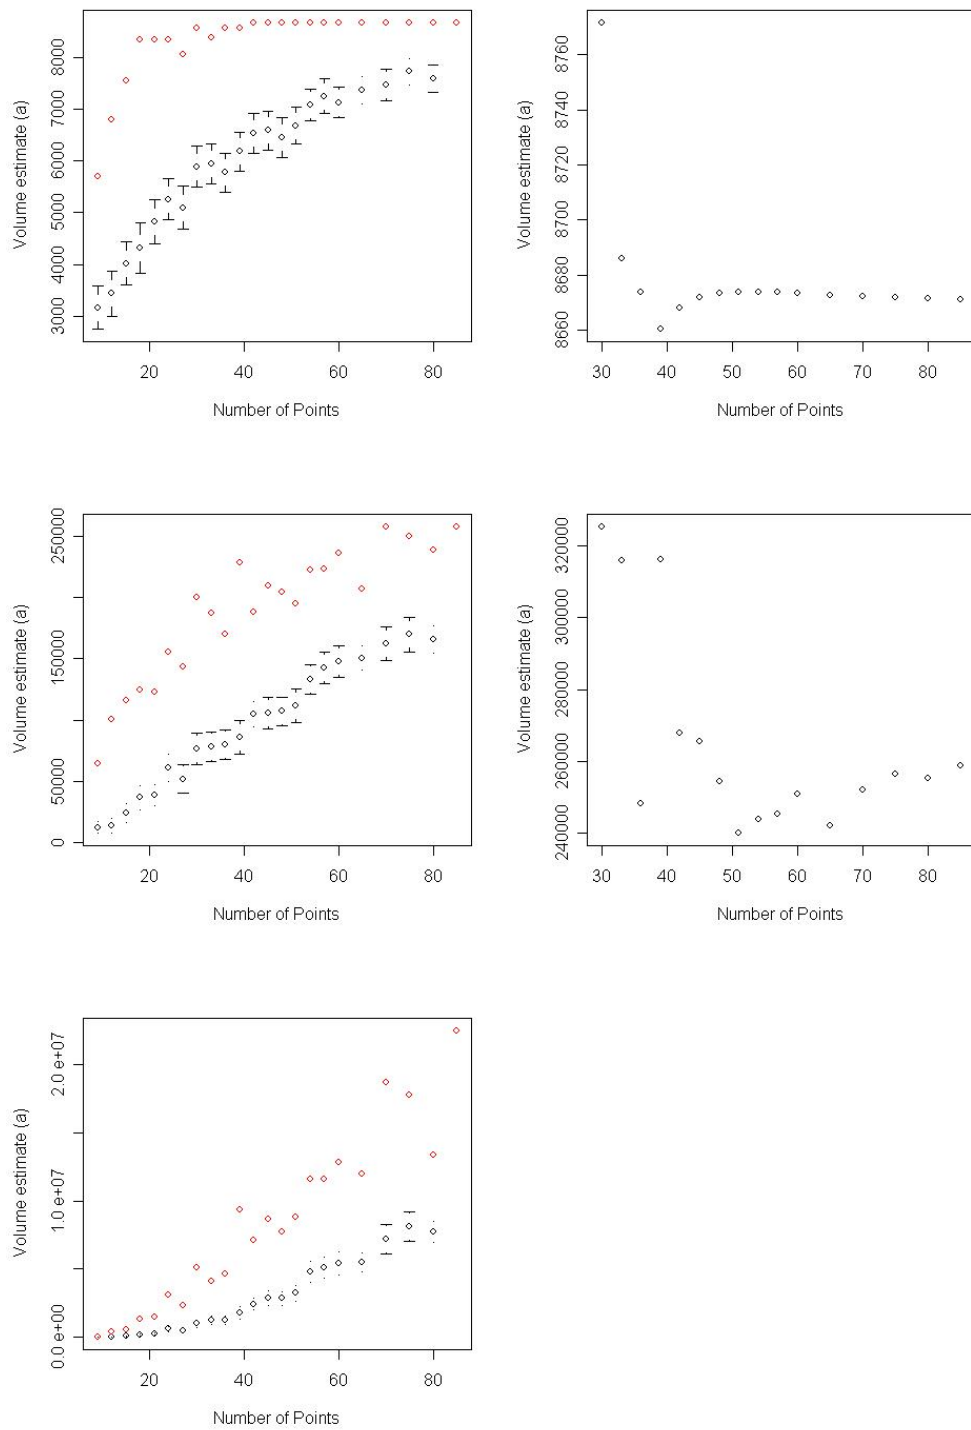 Volume estimate (a)
3000 4000 5000 6000 7000 8000
20 40 60 80
Number of Points
Volume estimate (a)
8660 8680 8700 8720 8740 8760
30 40 50 60 70 80
Number of Points
Volume estimate (a)
0 50000 150000 250000
20 40 60 80
Number of Points
Volume estimate (a)
240000 260000 280000 300000 320000
30 40 50 60 70 80
Number of Points
Volume estimate (a)
0.0 e+00 1.0 e+07 2.0 e+07
20 40 60 80
Number of Points